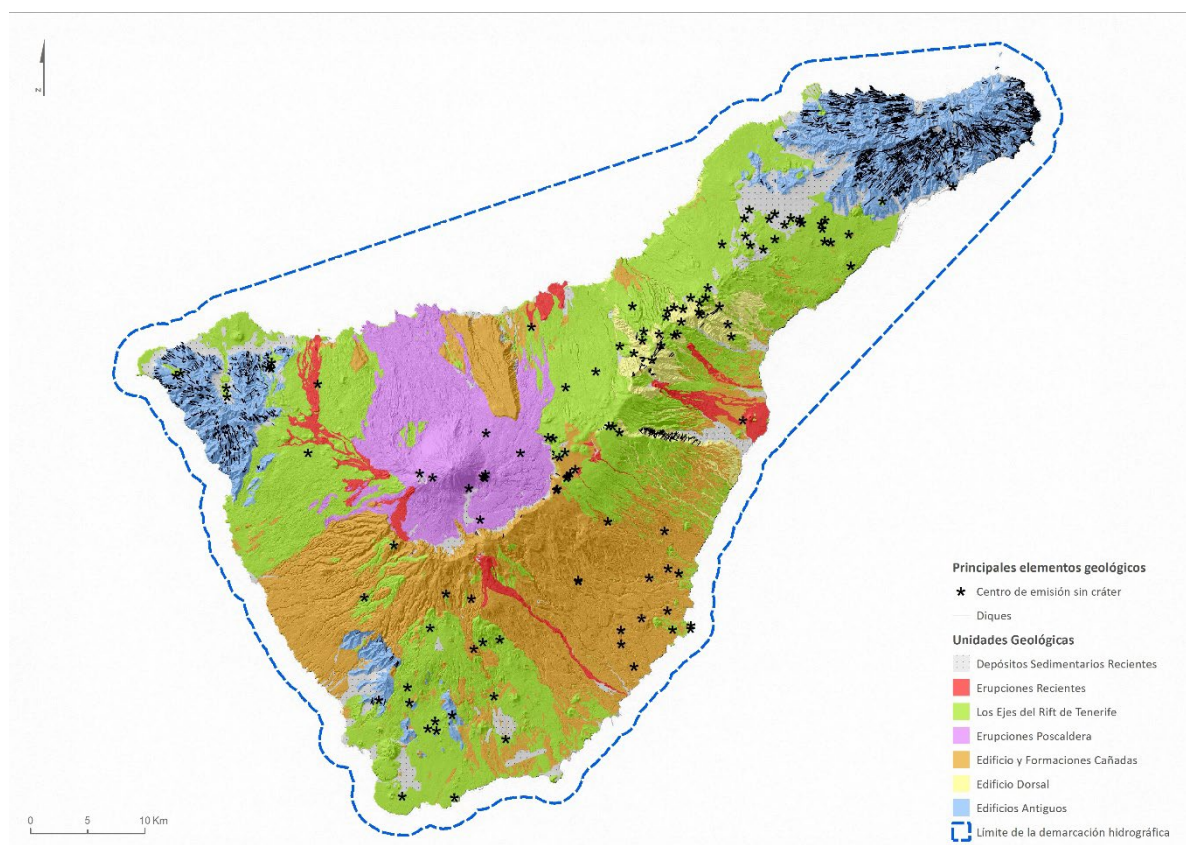 N
Principales elementos geológicos
Centro de emisión sin cráter
Diques
Unidades Geológicas
Depósitos Sedimentarios Recientes
Erupciones Recientes
Los Ejes del Rift de Tenerife
Erupciones Poscaldera
Edificio y Formaciones Cañadas
Edificio Dorsal
Edificios Antiguos
Límite de la demarcación hidrográfica
0 5 10 Km